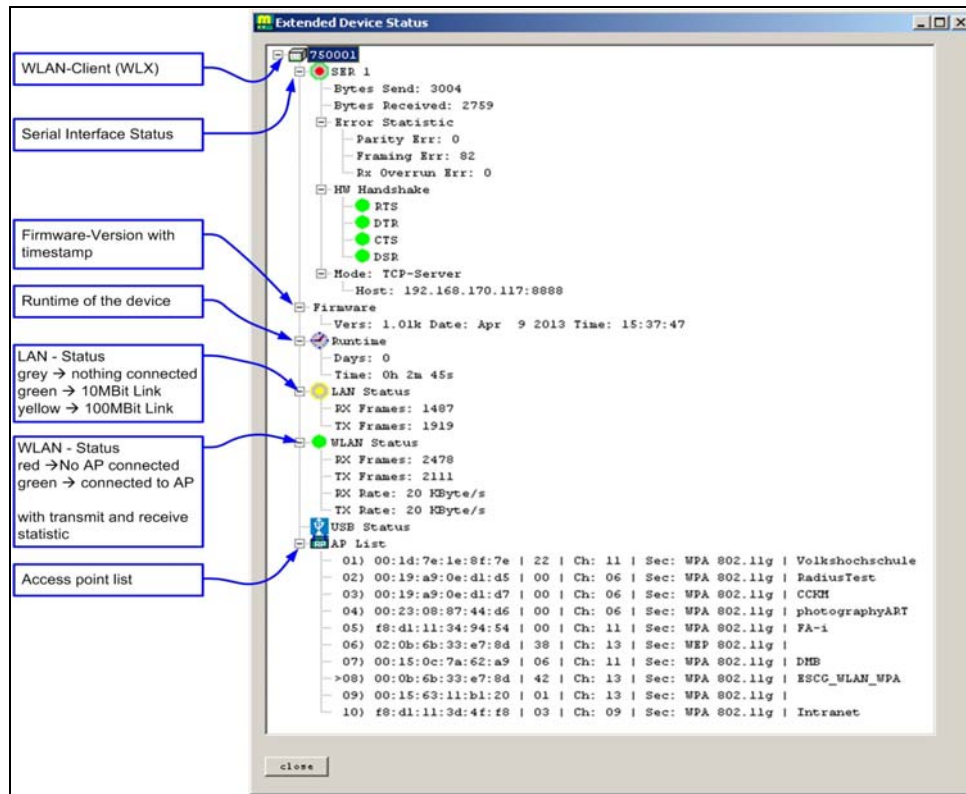 Extended Device Status
WLAN-Client (WLX)
Serial Interface Status
Firmware-Version with
timestamp
Runtime of the device
LAN - Status
grey → nothing connected
green → 10MBit Link
yellow → 100MBit Link
WLAN - Status
red →No AP connected
green → connected to AP
with transmit and receive
statistic
Access point list
750001
SER 1
Bytes Send: 3004
Bytes Received: 2759
Error Statistic
Parity Err: 0
Framing Err: 82
Rx Overrun Err: 0
HW Handshake
RTS
DTR
CTS
DSR
Mode: TCP-Server
Host: 192.168.170.117:8888
Firmware
Vers: 1.01k Date: Apr  9 2013 Time: 15:37:47
Runtime
Days: 0
Time: 0h 2m 45s
LAN Status
RX Frames: 1487
TX Frames: 1919
WLAN Status
RX Frames: 2478
TX Frames: 2111
RX Rate: 20 KByte/s
TX Rate: 20 KByte/s
USB Status
AP List
01) 00:1d:7e:1e:8f:7e | 22 | Ch: 11 | Sec: WPA 802.11g | Volkshochschule
02) 00:19:a9:0e:d1:d5 | 00 | Ch: 06 | Sec: WPA 802.11g | RadiusTest
03) 00:19:a9:0e:d1:d7 | 00 | Ch: 06 | Sec: WPA 802.11g | CCKM
04) 00:23:08:87:44:d6 | 00 | Ch: 06 | Sec: WPA 802.11g | photographyART
05) f8:d1:11:34:94:54 | 00 | Ch: 11 | Sec: WPA 802.11g | FA-i
06) 02:0b:6b:33:e7:8d | 38 | Ch: 13 | Sec: WEP 802.11g |
07) 00:15:0c:7a:62:a9 | 06 | Ch: 11 | Sec: WPA 802.11g | DMB
>08) 00:0b:6b:33:e7:8d | 42 | Ch: 13 | Sec: WPA 802.11g | ESCG_WLAN_WPA
09) 00:15:63:11:b1:20 | 01 | Ch: 13 | Sec: WPA 802.11g |
10) f8:d1:11:3d:4f:f8 | 03 | Ch: 09 | Sec: WPA 802.11g | Intranet
close